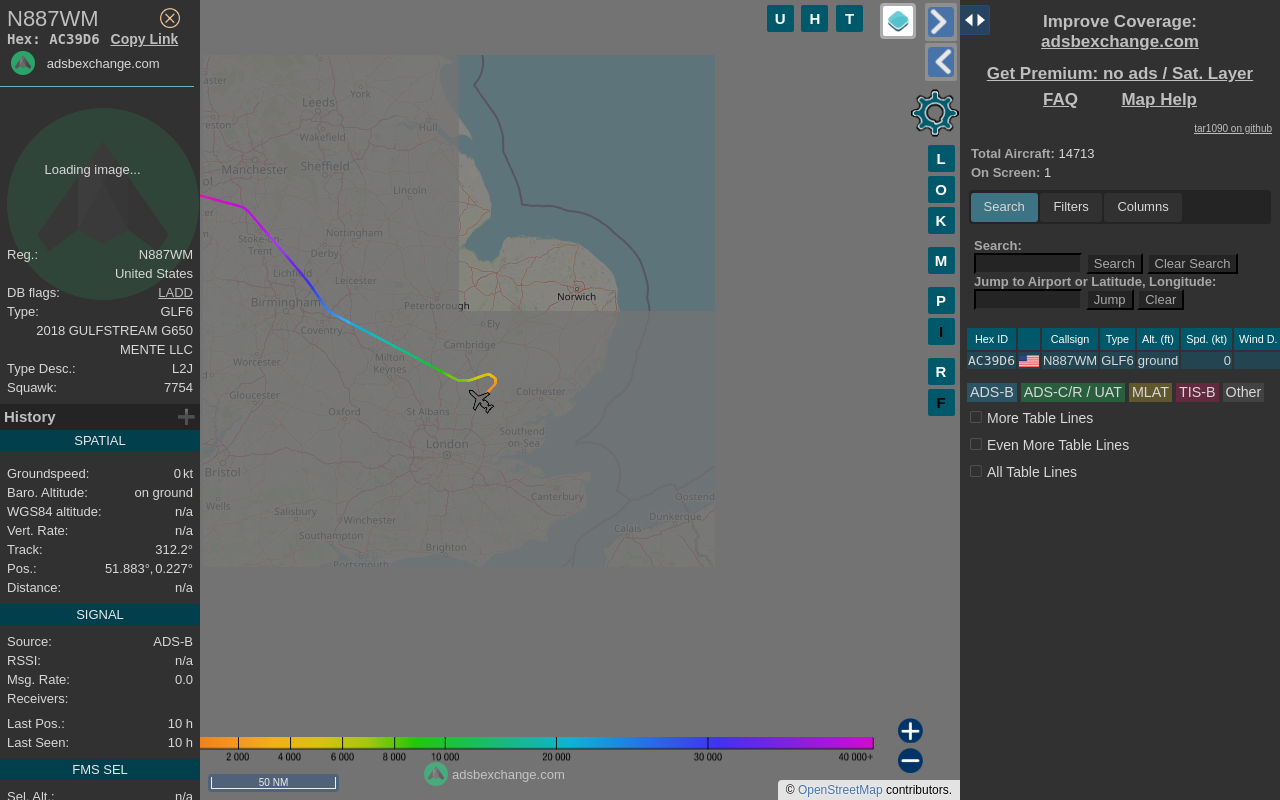 N887WM
Hex: AC39D6 Copy Link
adsbexchange.com
Loading image...
Reg.: N887WM
United States
DB flags: LADD
Type: GLF6
2018 GULFSTREAM G650
MENTE LLC
Type Desc.: L2J
Squawk: 7754
History
SPATIAL
Groundspeed: 0 kt
Baro. Altitude: on ground
WGS84 altitude: n/a
Vert. Rate: n/a
Track: 312.2°
Pos.: 51.883°, 0.227°
Distance: n/a
SIGNAL
Source: ADS-B
RSSI: n/a
Msg. Rate: 0.0
Receivers:
Last Pos.: 10 h
Last Seen: 10 h
FMS SEL
Sel. Alt.: n/a
U H T
L
O
K
M
P
I
R
F
York
Leeds
Hull
Wakefield
Manchester Sheffield
Lincoln
Stoke-on-
Trent
Nottingham
Derby
Lichfield
Leicester
Birmingham
Peterborough
Norwich
Coventry
Ely
Cambridge
Worcester
Milton
Keynes
Gloucester
Colchester
Oxford
St Albans
London
Southend
on-Sea
Bristol
Wells
Salisbury
Winchester
Canterbury
Oostend
Dunkerque
Calais
Southampton
Brighton
Portsmouth
2 000 4 000 6 000 8 000 10 000 20 000 30 000 40 000+
adsbexchange.com
50 NM
© OpenStreetMap contributors.
Improve Coverage:
adsbexchange.com
Get Premium: no ads / Sat. Layer
FAQ Map Help
tar1090 on github
Total Aircraft: 14713
On Screen: 1
Search Filters Columns
Search:
Search Clear Search
Jump to Airport or Latitude, Longitude:
Jump Clear
Hex ID Callsign Type Alt. (ft) Spd. (kt) Wind D.
AC39D6 N887WM GLF6 ground 0
ADS-B ADS-C/R / UAT MLAT TIS-B Other
More Table Lines
Even More Table Lines
All Table Lines